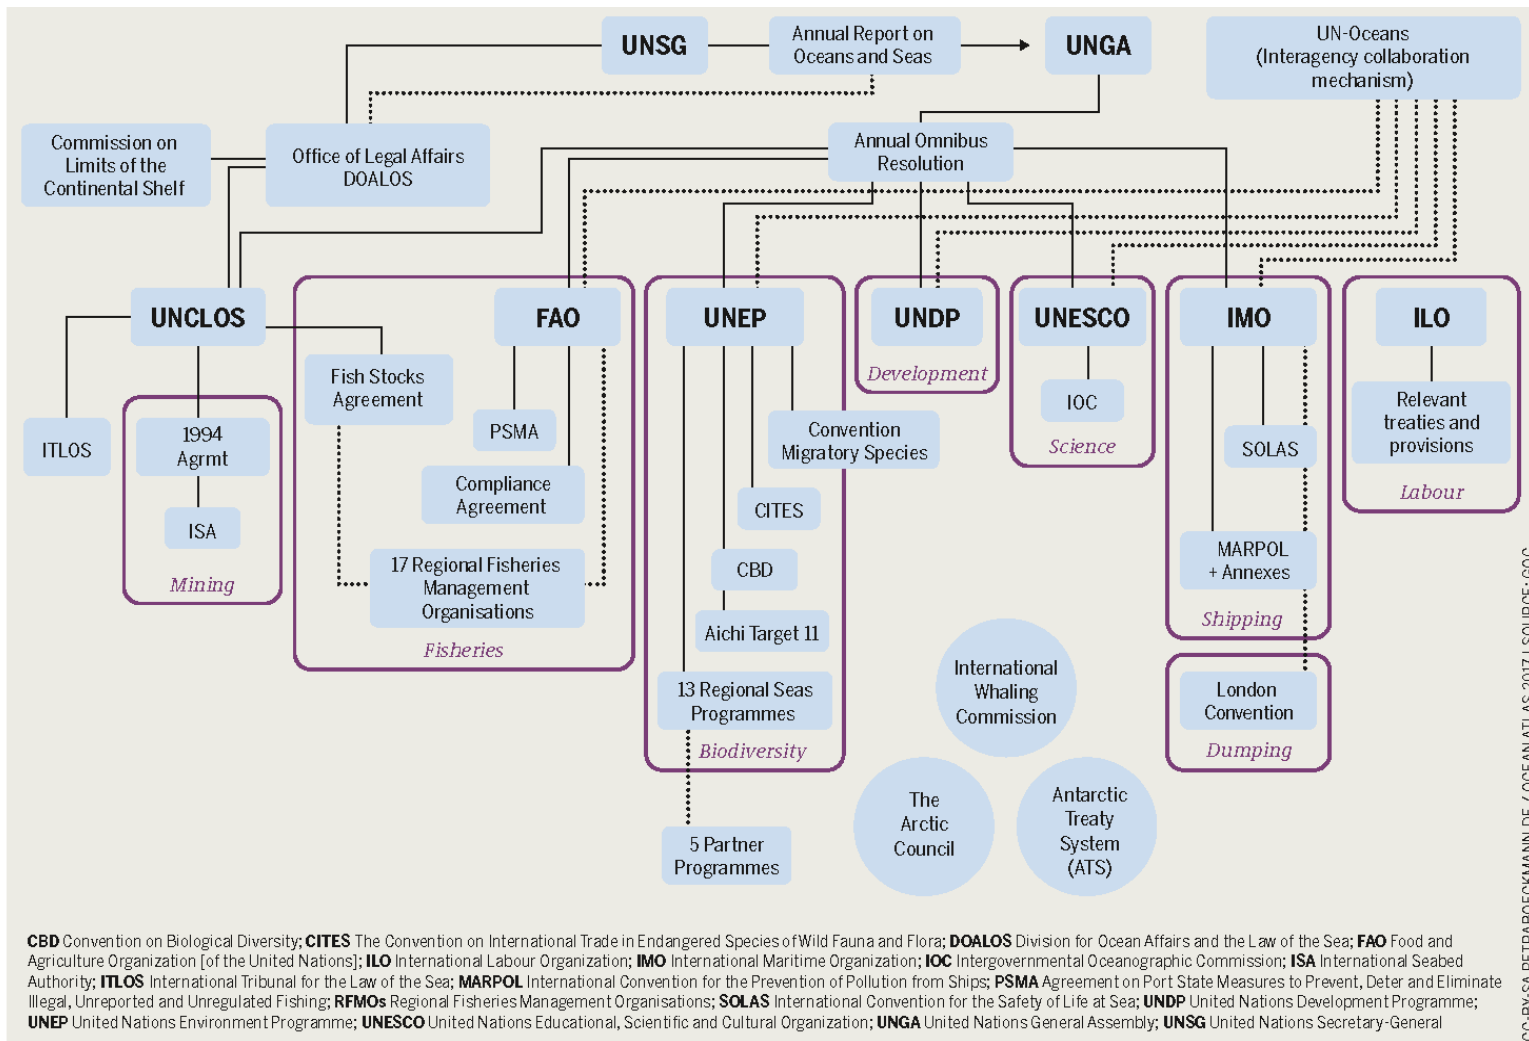 UNSG
Annual Report on
Oceans and Seas
UNGA
UN-Oceans
(Interagency collaboration
mechanism)
Commission on
Limits of the
Continental Shelf
Office of Legal Affairs
DOALOS
Annual Omnibus
Resolution
UNCLOS
FAO
UNEP
UNDP
UNESCO
IMO
ILO
Development
Fish Stocks
Agreement
IOC
Relevant
treaties and
provisions
ITLOS
1994
Agrmt
PSMA
Convention
Migratory Species
Science
SOLAS
Labour
Compliance
Agreement
CITES
ISA
Mining
17 Regional Fisheries
Management
Organisations
Fisheries
CBD
MARPOL
+ Annexes
Shipping
Aichi Target 11
13 Regional Seas
Programmes
Biodiversity
International
Whaling
Commission
London
Convention
Dumping
5 Partner
Programmes
The
Arctic
Council
Antarctic
Treaty
System
(ATS)
CBD Convention on Biological Diversity; CITES The Convention on International Trade in Endangered Species of Wild Fauna and Flora; DOALOS Division for Ocean Affairs and the Law of the Sea; FAO Food and
Agriculture Organization [of the United Nations]; ILO International Labour Organization; IMO International Maritime Organization; IOC Intergovernmental Oceanographic Commission; ISA International Seabed
Authority; ITLOS International Tribunal for the Law of the Sea; MARPOL International Convention for the Prevention of Pollution from Ships; PSMA Agreement on Port State Measures to Prevent, Deter and Eliminate
Illegal, Unreported and Unregulated Fishing; RFMOs Regional Fisheries Management Organisations; SOLAS International Convention for the Safety of Life at Sea; UNDP United Nations Development Programme;
UNEP United Nations Environment Programme; UNESCO United Nations Educational, Scientific and Cultural Organization; UNGA United Nations General Assembly; UNSG United Nations Secretary-General
CC-BY-SA PETRABOECKMANN.DE / OCEAN ATLAS 2017 | SOURCE: GOC